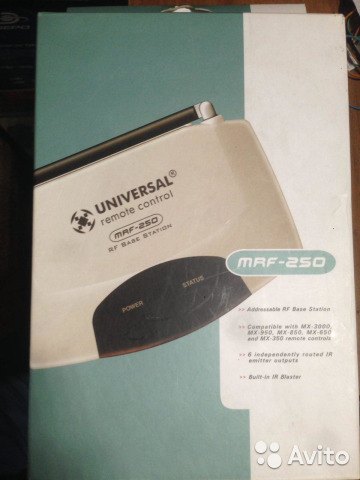 UNIVERSAL®
remote control
MRF-250
RF BASE STATION
POWER
STATUS
MRF-250
>> Addressable RF Base Station
>> Compatible with MX-3000,
MX-950, MX-850, MX-650
and MX-350 remote controls
>> 6 independently routed IR
emitter outputs
>> Built-in IR Blaster
Avito